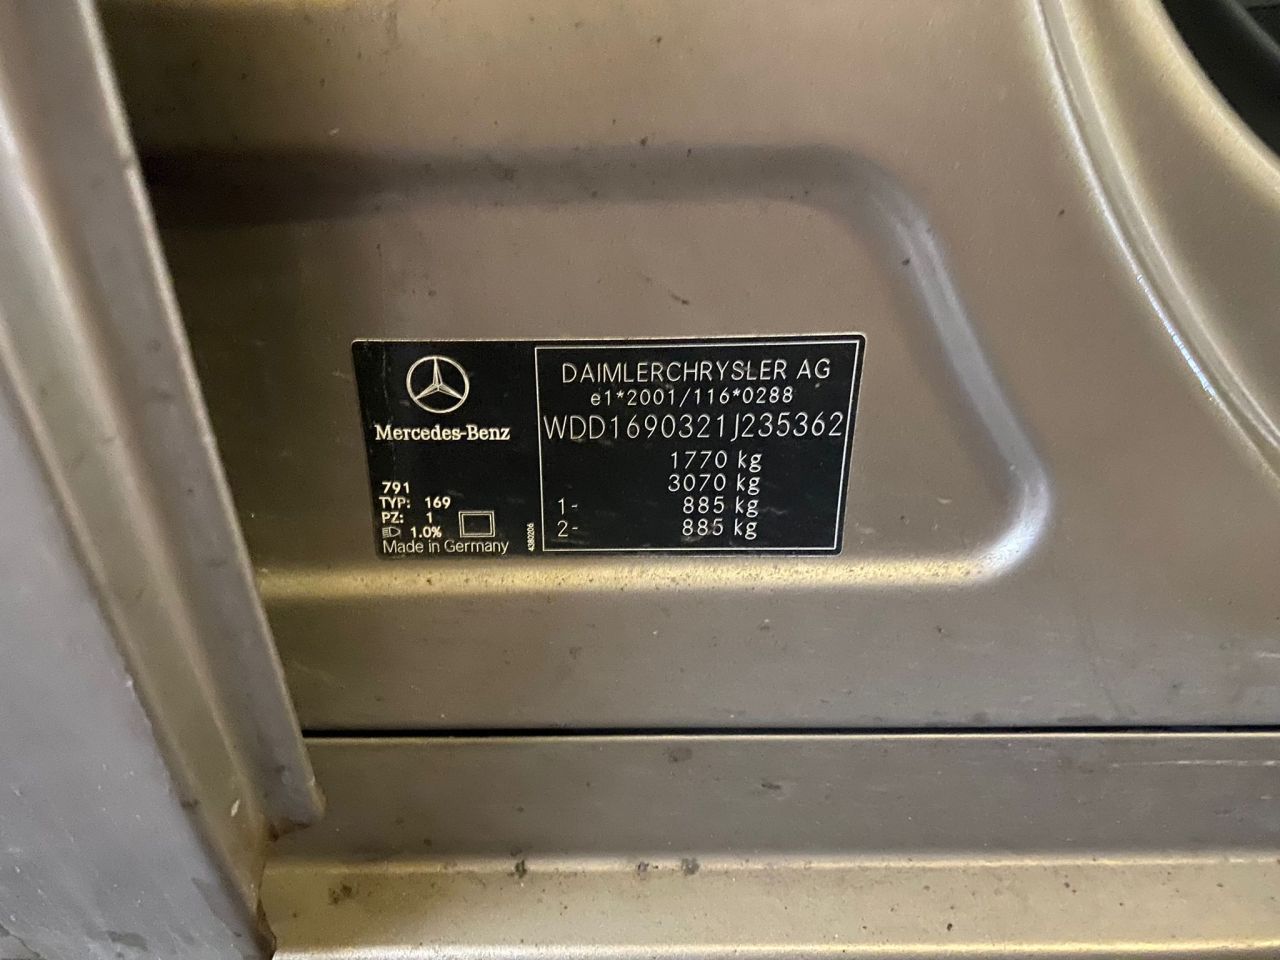 Mercedes-Benz
791
TYP: 169
PZ: 1
1.0%
Made in Germany
4380206
DAIMLERCHRYSLER AG
e1*2001/116*0288
WDD1690321J235362
1770 kg
3070 kg
1- 885 kg
2- 885 kg